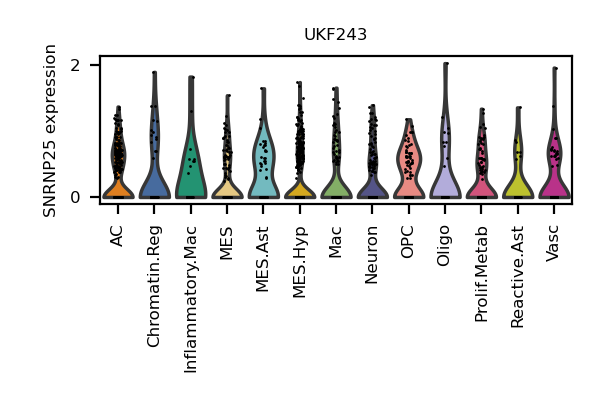 UKF243
SNRNP25 expression
2
0
AC
Chromatin.Reg
Inflammatory.Mac
MES
MES.Ast
MES.Hyp
Mac
Neuron
OPC
Oligo
Prolif.Metab
Reactive.Ast
Vasc